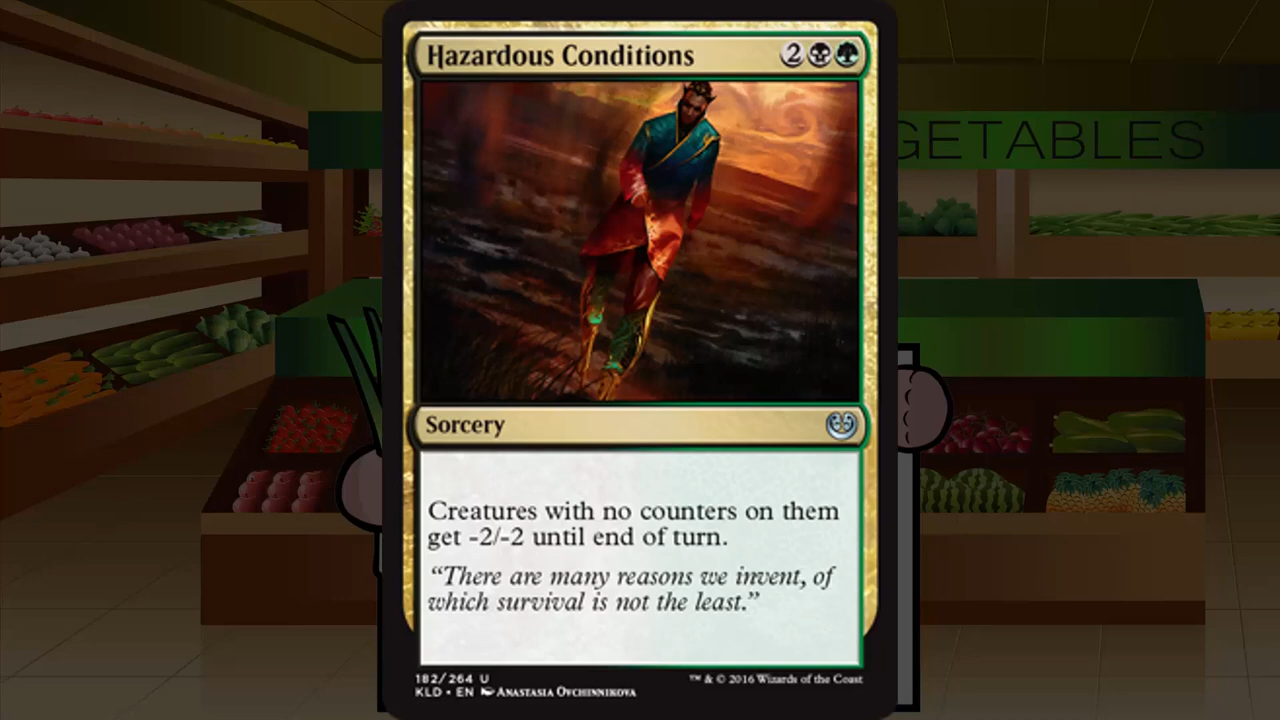 Hazardous Conditions 2
GETABLES
Sorcery
Creatures with no counters on them
get -2/-2 until end of turn.
“There are many reasons we invent, of
which survival is not the least.”
182/264 U
KLD • EN ANASTASIA OVCHINNIKOVA
™ & © 2016 Wizards of the Coast